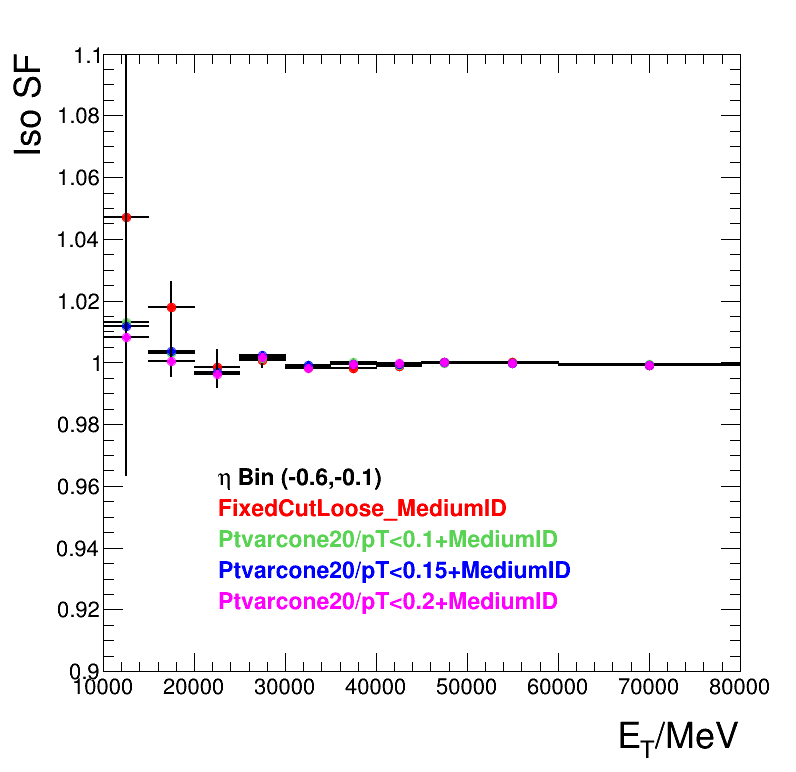 Iso SF
1.1
1.08
1.06
1.04
1.02
1
0.98
0.96
0.94
0.92
0.9
η Bin (-0.6,-0.1)
FixedCutLoose_MediumID
Ptvarcone20/pT<0.1+MediumID
Ptvarcone20/pT<0.15+MediumID
Ptvarcone20/pT<0.2+MediumID
10000 20000 30000 40000 50000 60000 70000 80000
E_T/MeV